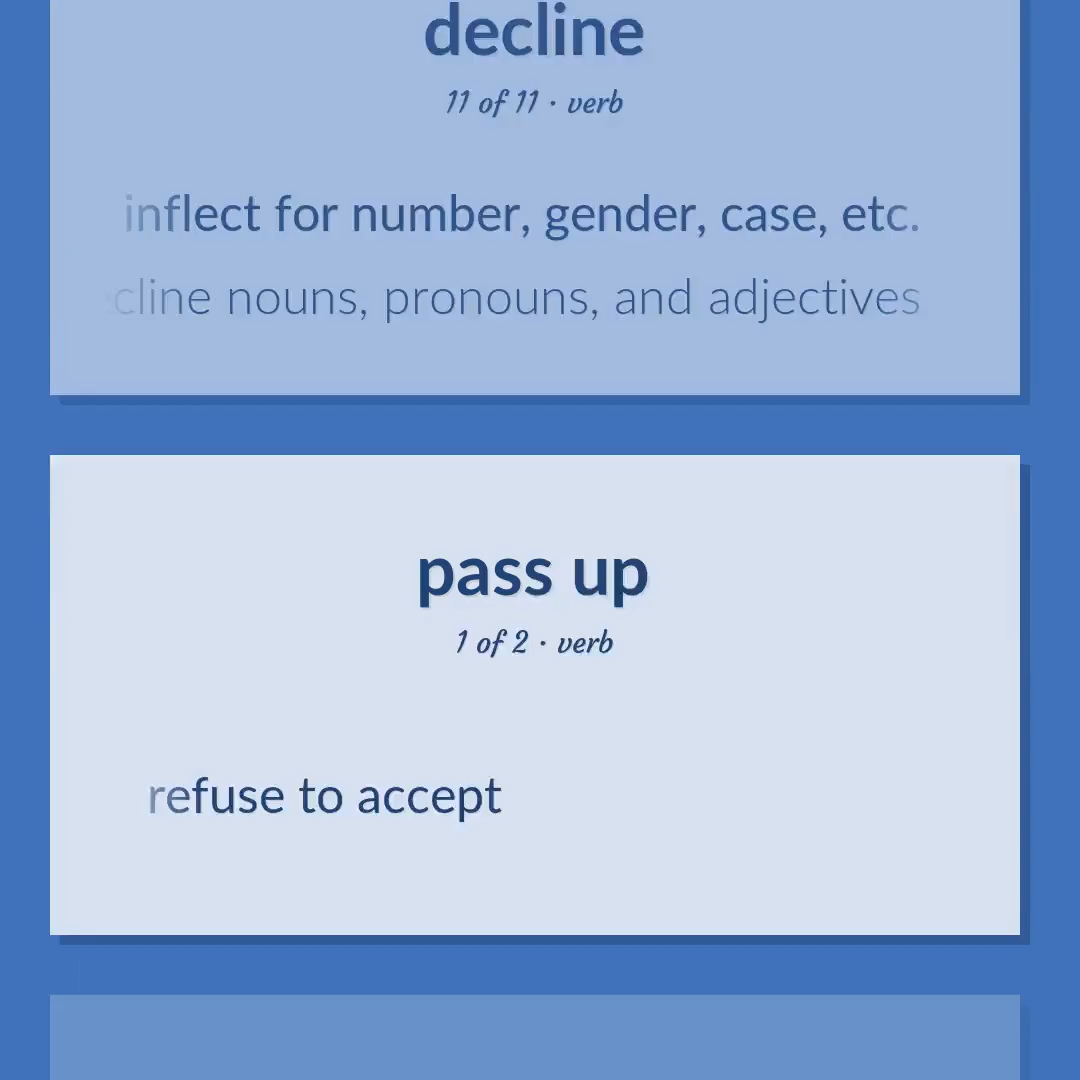 decline
11 of 11 · verb
inflect for number, gender, case, etc.
cline nouns, pronouns, and adjectives
pass up
1 of 2 · verb
refuse to accept